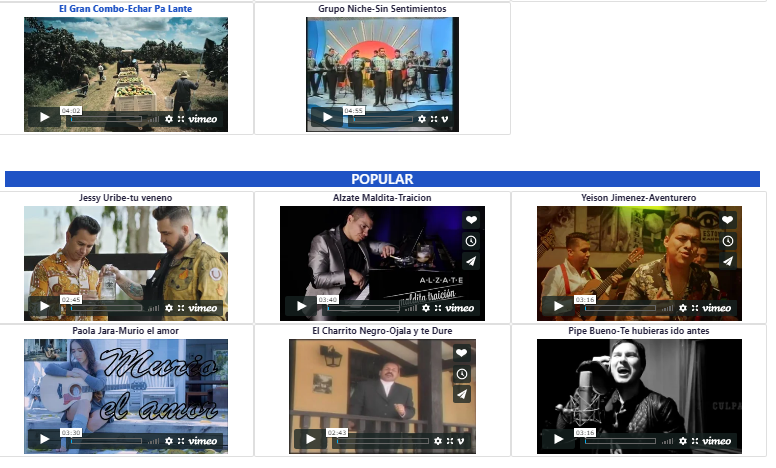 El Gran Combo-Echar Pa Lante
Grupo Niche-Sin Sentimientos
04:02
vimeo
04:55
POPULAR
Jessy Uribe-tu veneno
Alzate Maldita-Traicion
Yeison Jimenez-Aventurero
02:45
vimeo
A·L·Z·A·T·E
maldita traición
03:40
vimeo
03:16
vimeo
Paola Jara-Murio el amor
El Charrito Negro-Ojala y te Dure
Pipe Bueno-Te hubieras ido antes
Murio
el amor
03:30
vimeo
02:43
CULPA
03:16
vimeo